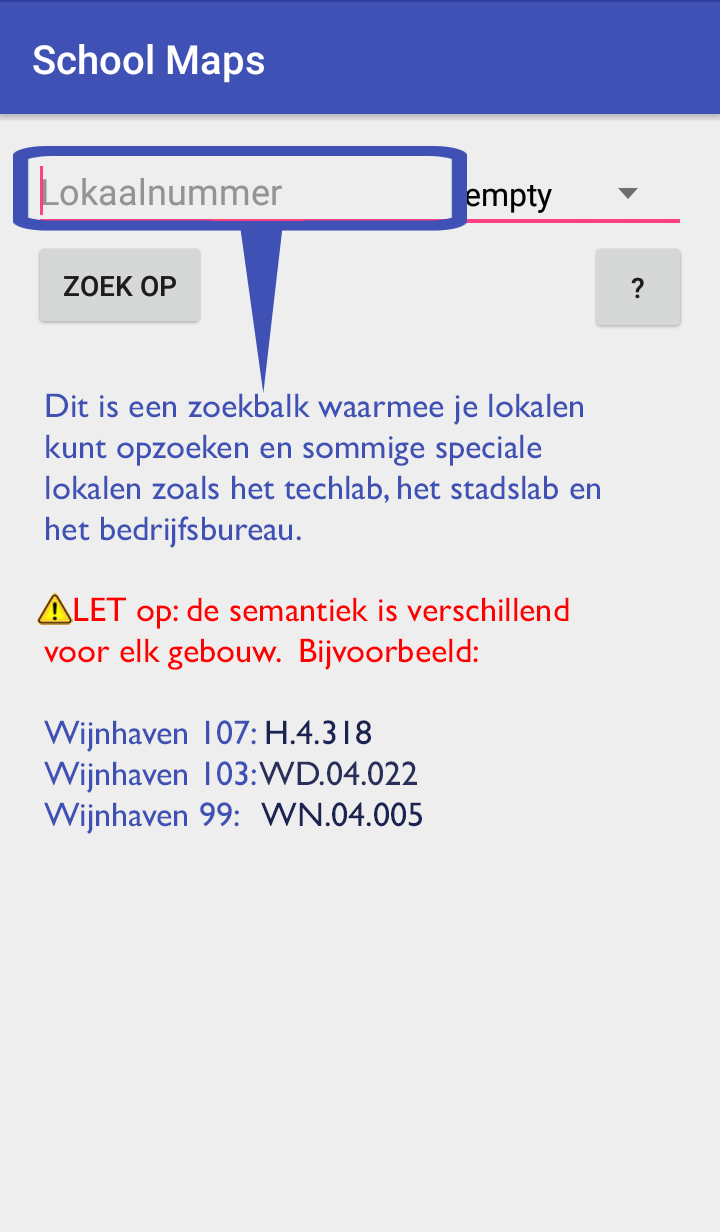 School Maps
Lokaalnummer
empty
ZOEK OP
?
Dit is een zoekbalk waarmee je lokalen
kunt opzoeken en sommige speciale
lokalen zoals het techlab, het stadslab en
het bedrijfsbureau.
⚠LET op: de semantiek is verschillend
voor elk gebouw. Bijvoorbeeld:
Wijnhaven 107: H.4.318
Wijnhaven 103: WD.04.022
Wijnhaven 99: WN.04.005